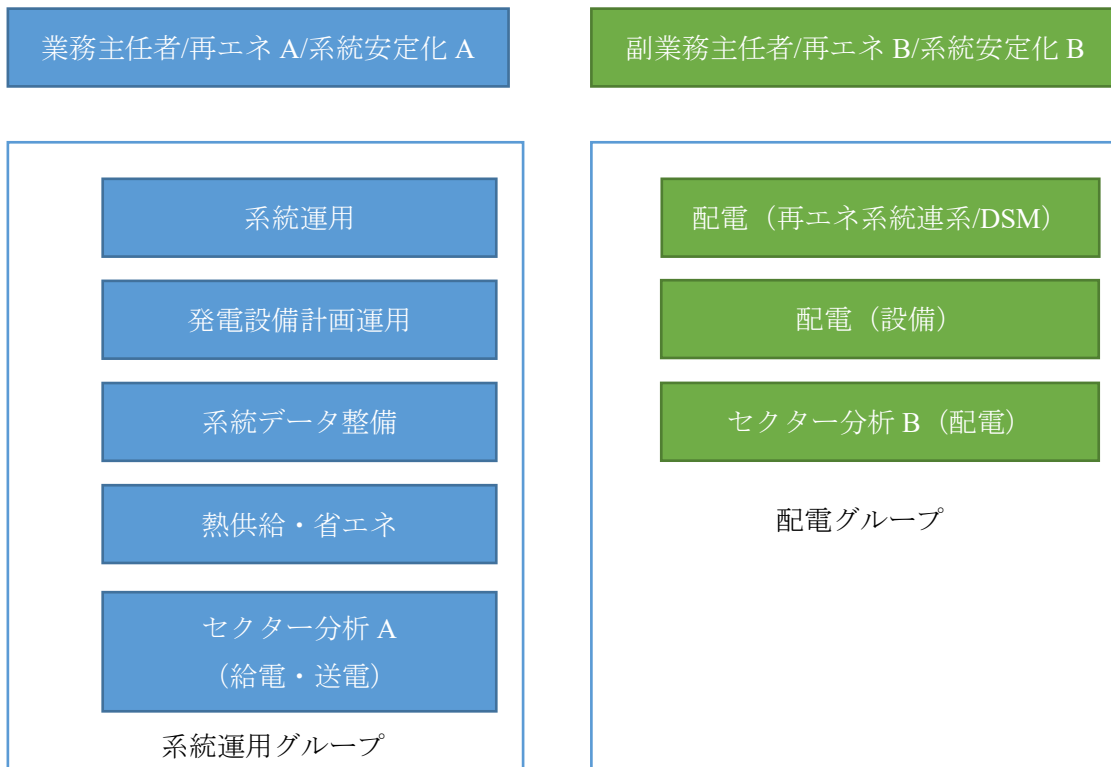 業務主任者/再エネ A/系統安定化 A
副業務主任者/再エネ B/系統安定化 B
系統運用
発電設備計画運用
系統データ整備
熱供給・省エネ
セクター分析 A
（給電・送電）
系統運用グループ
配電（再エネ系統連系/DSM）
配電（設備）
セクター分析 B（配電）
配電グループ